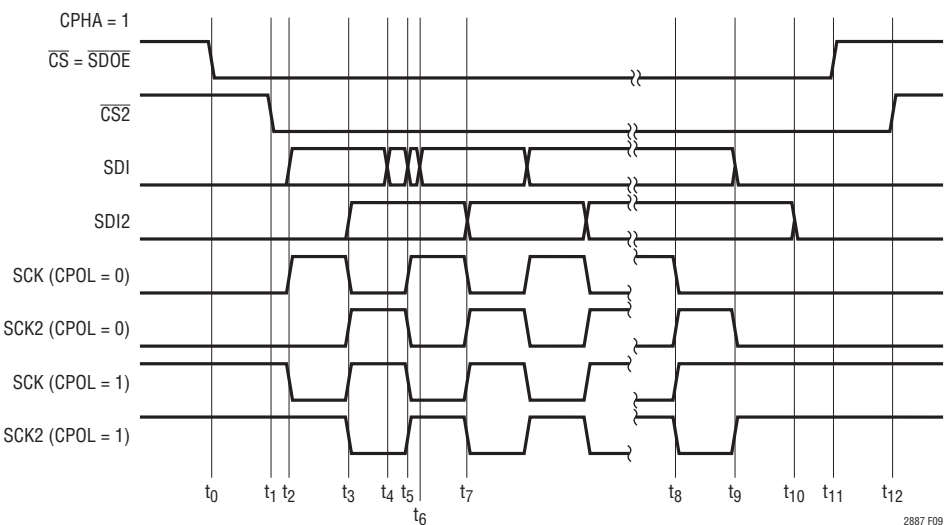 CPHA = 1
CS = SDOE
CS2
SDI
SDI2
SCK (CPOL = 0)
SCK2 (CPOL = 0)
SCK (CPOL = 1)
SCK2 (CPOL = 1)
t0 t1 t2 t3 t4 t5 t6 t7 t8 t9 t10 t11 t12
2887 F09